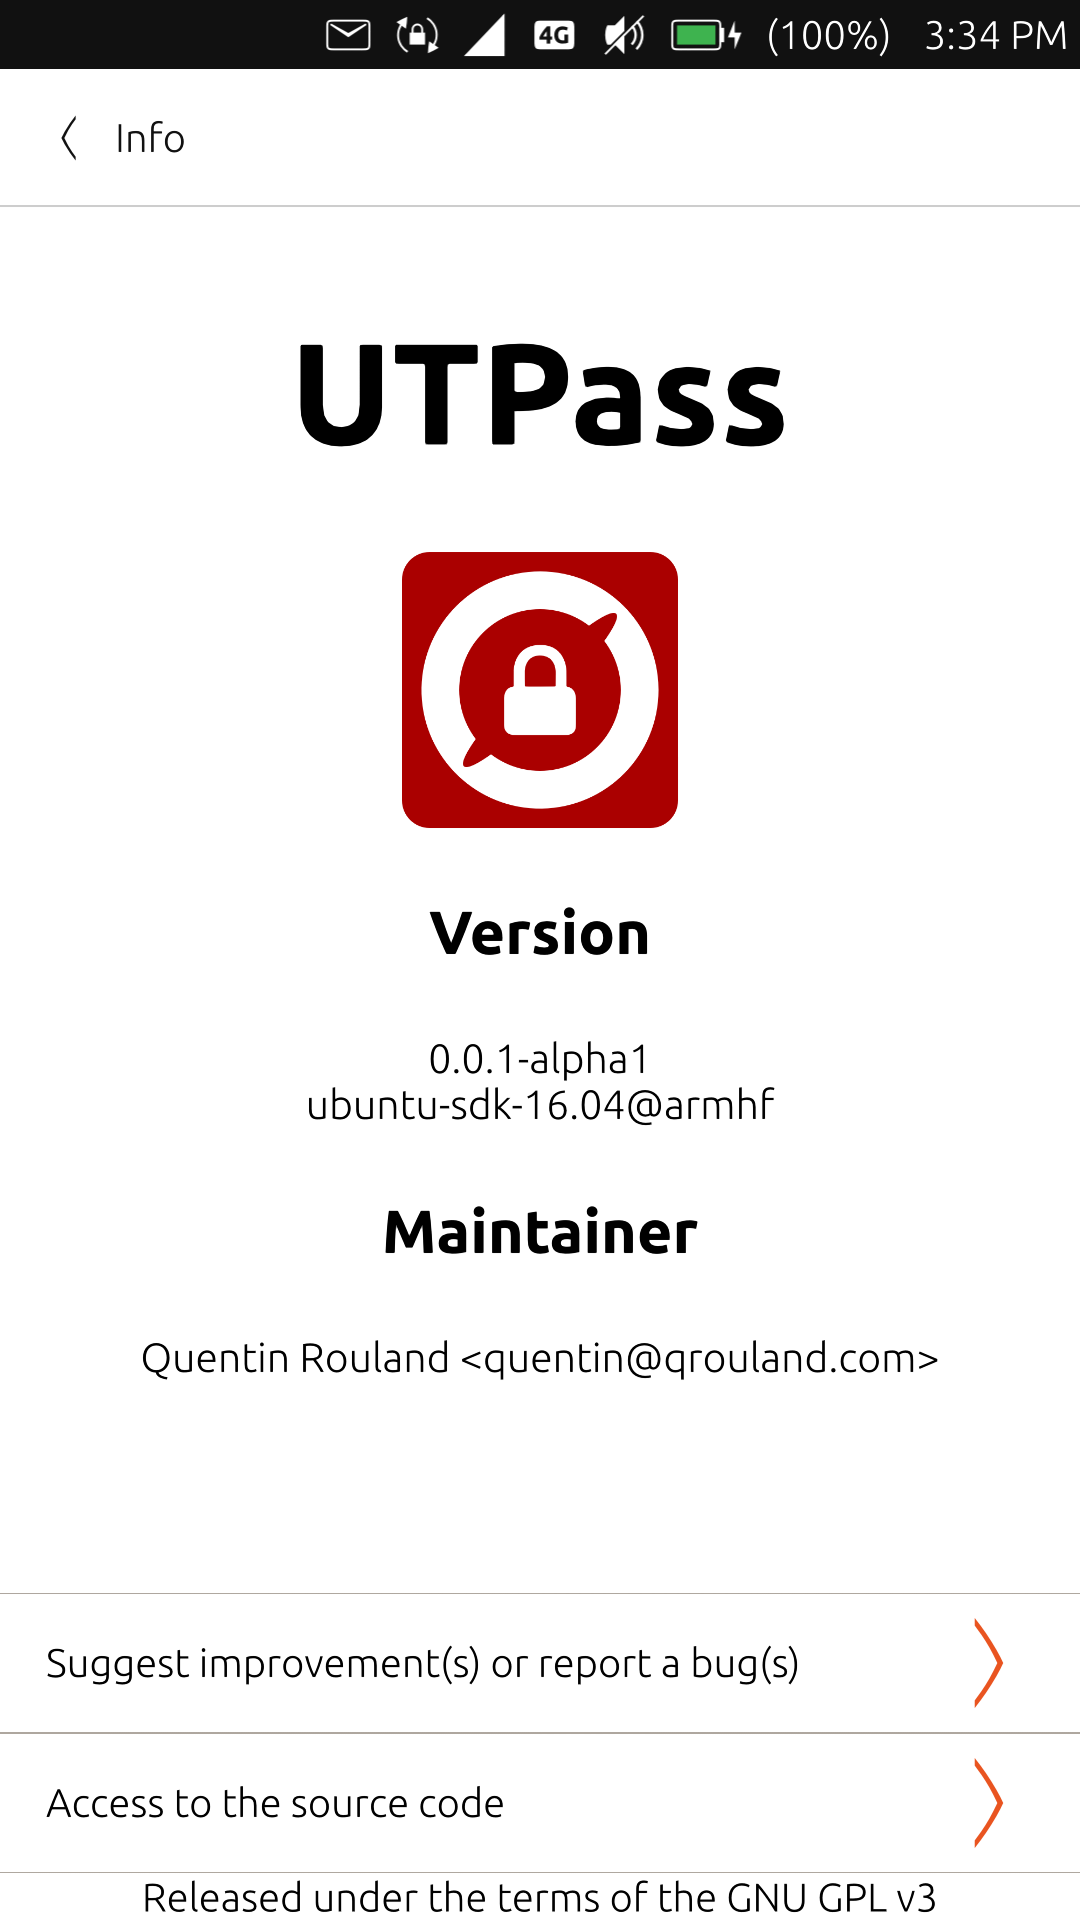 4G (100%) 3:34 PM
Info
UTPass
Version
0.0.1-alpha1
ubuntu-sdk-16.04@armhf
Maintainer
Quentin Rouland <quentin@qrouland.com>
Suggest improvement(s) or report a bug(s)
Access to the source code
Released under the terms of the GNU GPL v3